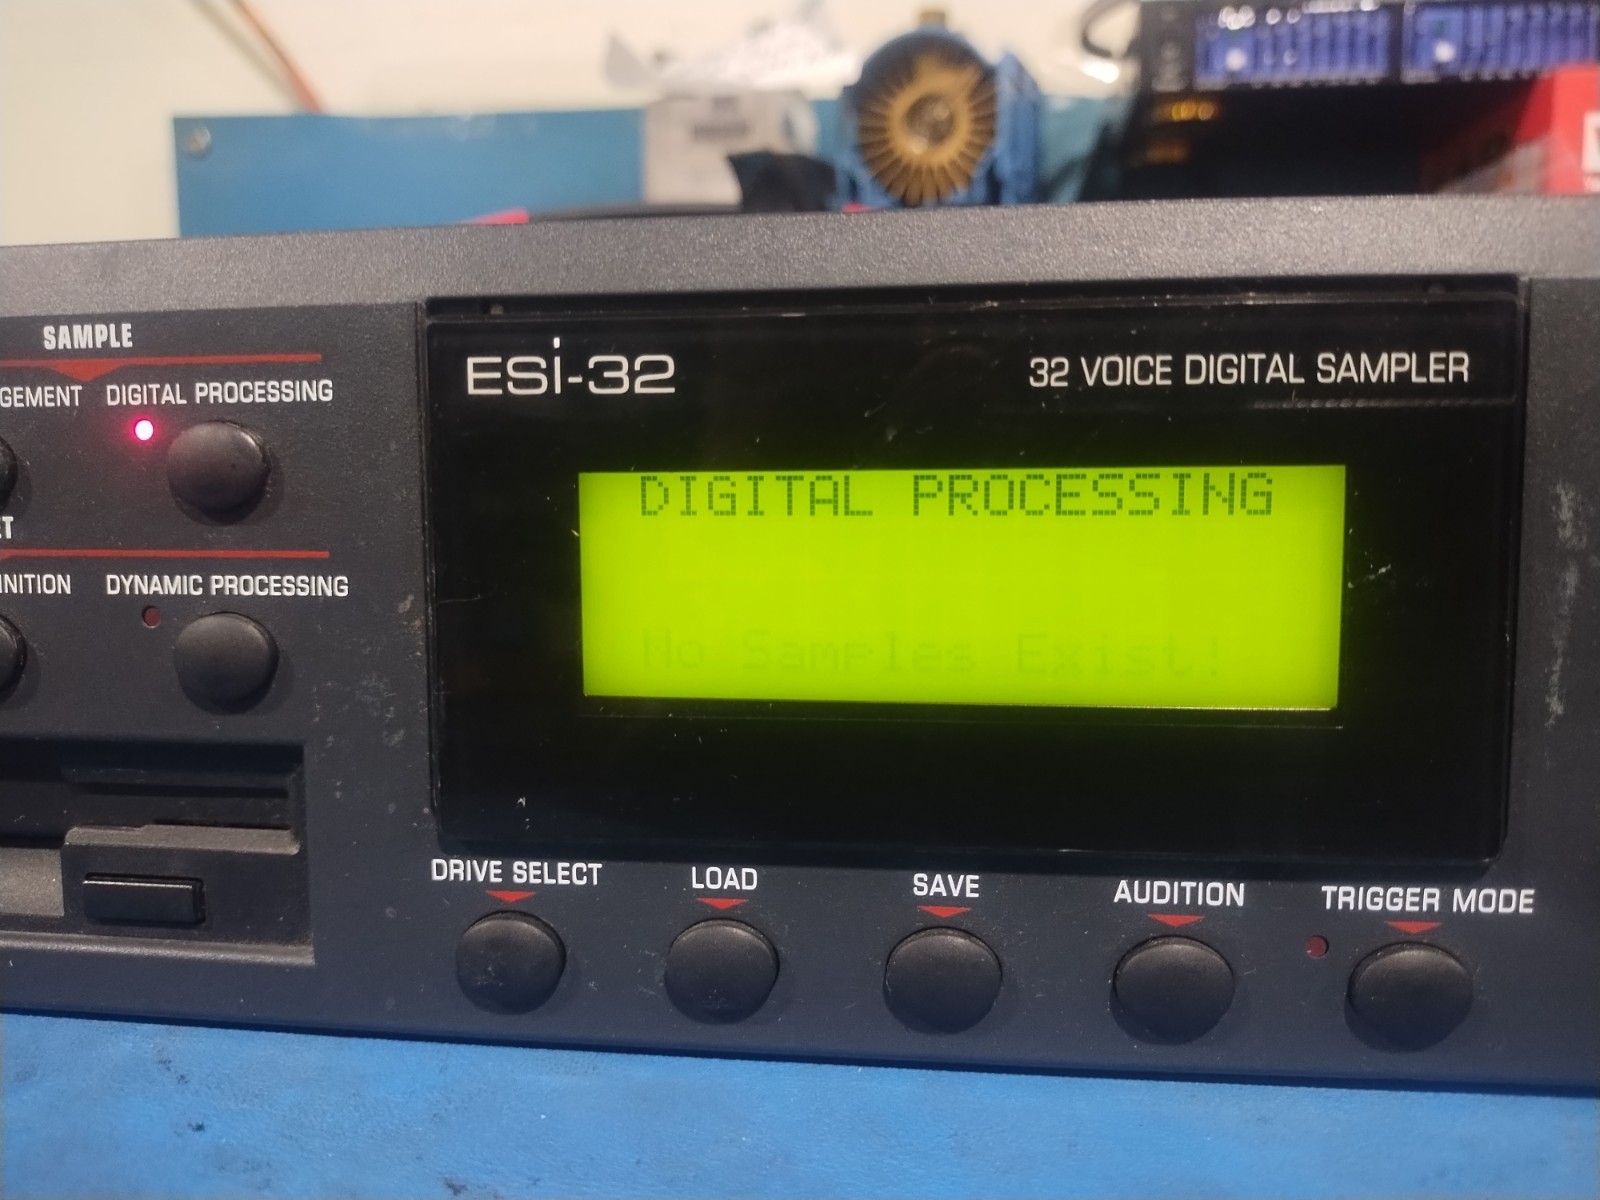 SAMPLE
GEMENT DIGITAL PROCESSING
ET
INITION DYNAMIC PROCESSING
ESi-32
32 VOICE DIGITAL SAMPLER
DIGITAL PROCESSING
No Samples Exist!
DRIVE SELECT LOAD SAVE AUDITION TRIGGER MODE